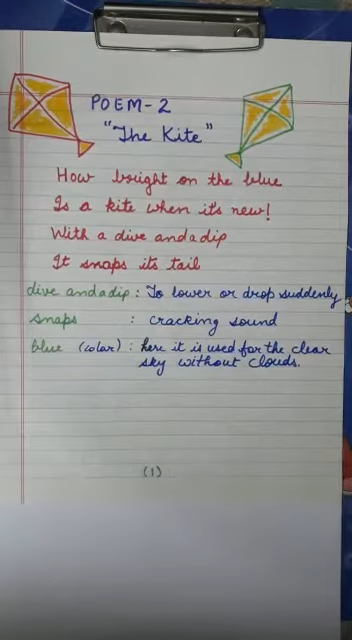 POEM-2
"The Kite"
How bright on the blue
Is a kite when it's new!
With a dive and a dip
It snaps its tail
dive and a dip : To lower or drop suddenly
snaps : cracking sound
blue (color) : here it is used for the clear
sky without clouds.
(1)